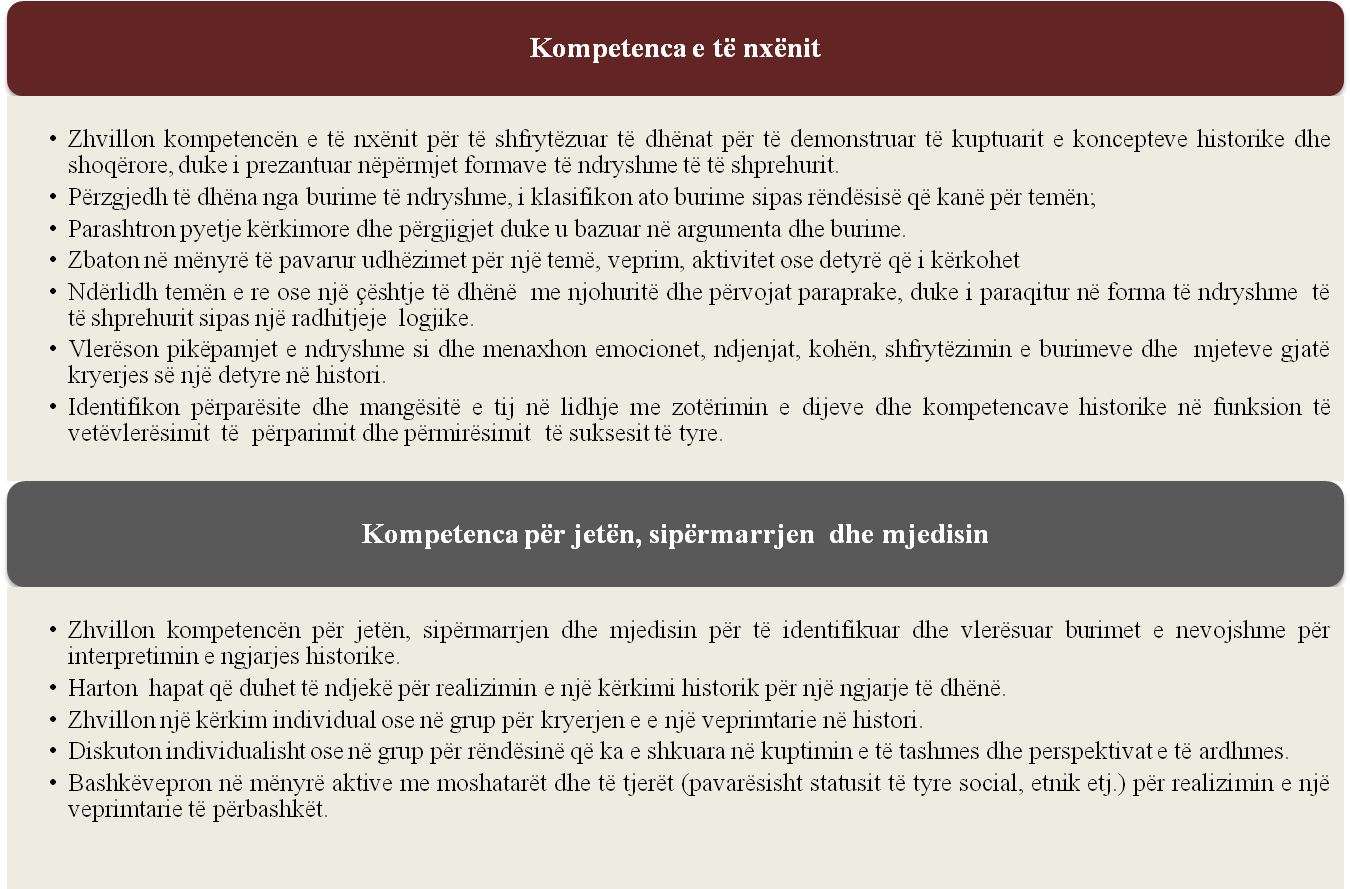 Kompetenca e të nxënit
• Zhvillon kompetencën e të nxënit për të shfrytëzuar të dhënat për të demonstruar të kuptuarit e koncepteve historike dhe
shoqërore, duke i prezantuar nëpërmjet formave të ndryshme të të shprehurit.
• Përzgjedh të dhëna nga burime të ndryshme, i klasifikon ato burime sipas rëndësisë që kanë për temën;
• Parashtron pyetje kërkimore dhe përgjigjet duke u bazuar në argumenta dhe burime.
• Zbaton në mënyrë të pavarur udhëzimet për një temë, veprim, aktivitet ose detyrë që i kërkohet
• Ndërlidh temën e re ose një çështje të dhënë me njohuritë dhe përvojat paraprake, duke i paraqitur në forma të ndryshme të
të shprehurit sipas një radhitjeje logjike.
• Vlerëson pikëpamjet e ndryshme si dhe menaxhon emocionet, ndjenjat, kohën, shfrytëzimin e burimeve dhe mjeteve gjatë
kryerjes së një detyre në histori.
• Identifikon përparësite dhe mangësitë e tij në lidhje me zotërimin e dijeve dhe kompetencave historike në funksion të
vetëvlerësimit të përparimit dhe përmirësimit të suksesit të tyre.
Kompetenca për jetën, sipërmarrjen dhe mjedisin
• Zhvillon kompetencën për jetën, sipërmarrjen dhe mjedisin për të identifikuar dhe vlerësuar burimet e nevojshme për
interpretimin e ngjarjes historike.
• Harton hapat që duhet të ndjekë për realizimin e një kërkimi historik për një ngjarje të dhënë.
• Zhvillon një kërkim individual ose në grup për kryerjen e e një veprimtarie në histori.
• Diskuton individualisht ose në grup për rëndësinë që ka e shkuara në kuptimin e të tashmes dhe perspektivat e të ardhmes.
• Bashkëvepron në mënyrë aktive me moshatarët dhe të tjerët (pavarësisht statusit të tyre social, etnik etj.) për realizimin e një
veprimtarie të përbashkët.